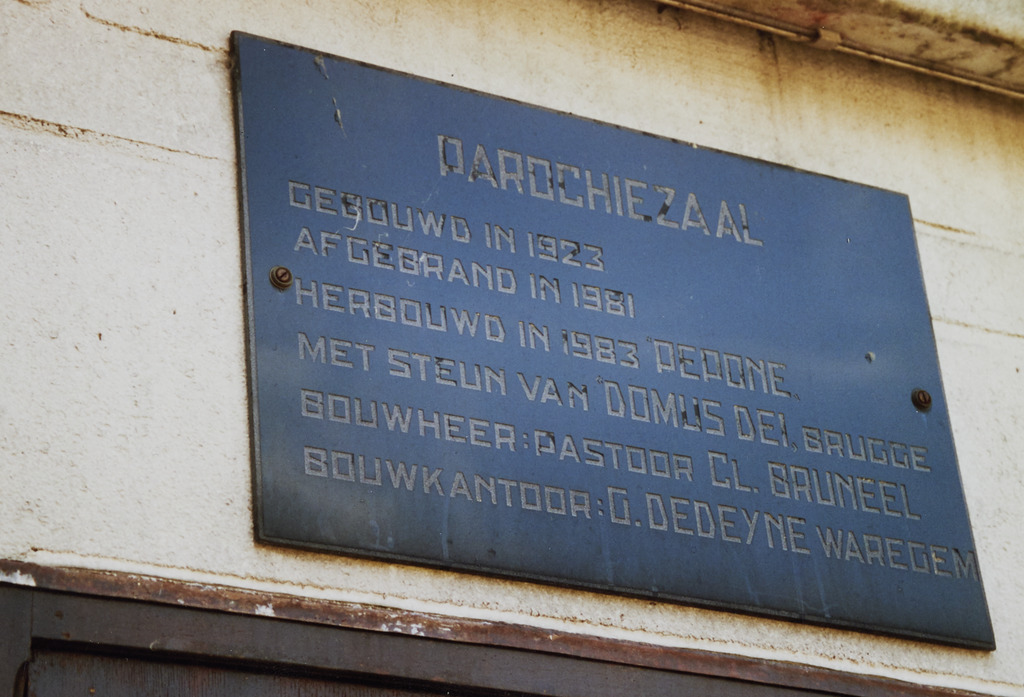 PAROCHIEZAAL
GEBOUWD IN 1923
AFGEBRAND IN 1981
HERBOUWD IN 1983 "PEPONE"
MET STEUN VAN "DOMUS DEI" BRUGGE
BOUWHEER: PASTOOR CL. BRUNEEL
BOUWKANTOOR: G. DEDEYNE WAREGEM